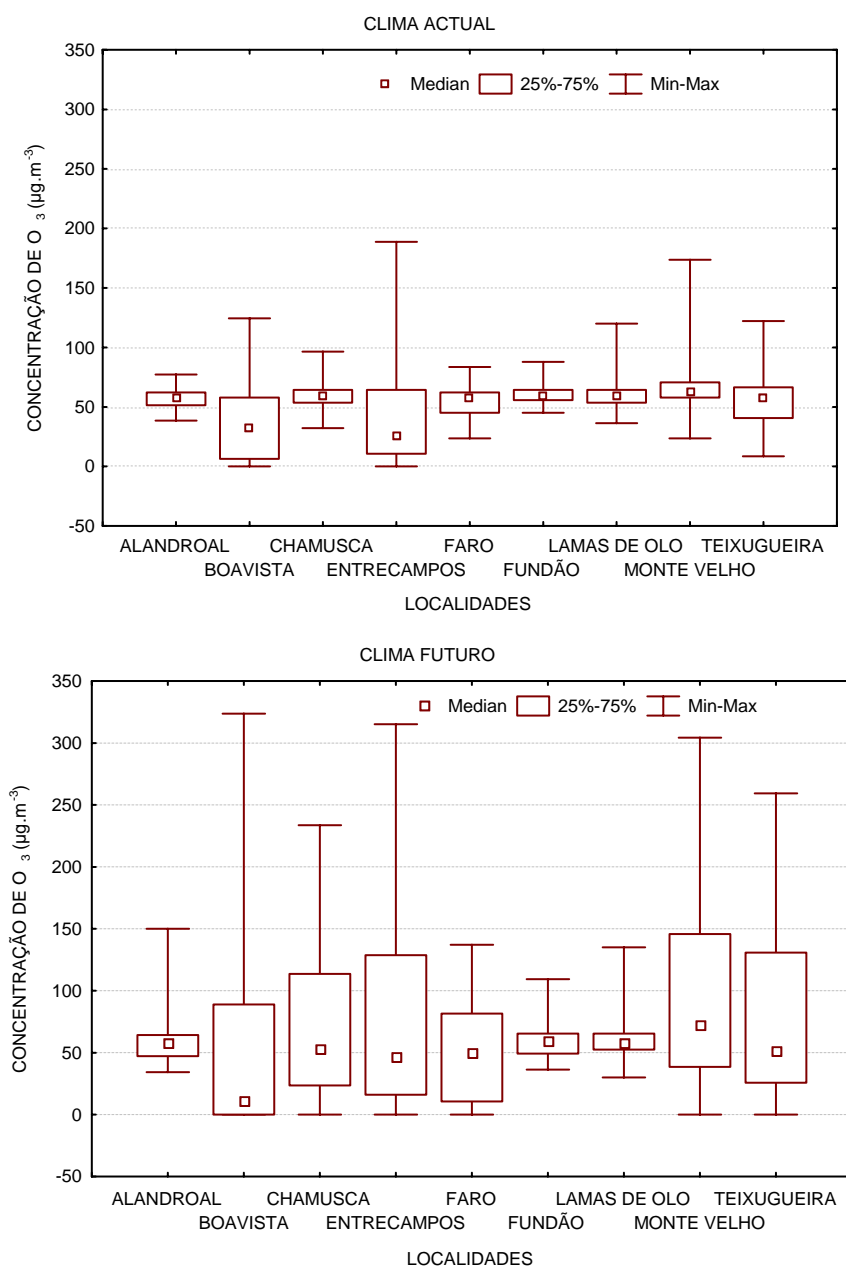 CLIMA ACTUAL
350
300
250
200
150
100
50
0
-50
CONCENTRAÇÃO DE O 3 (µg.m-3)
Median 25%-75% Min-Max
ALANDROAL CHAMUSCA FARO LAMAS DE OLO TEIXUGUEIRA
BOAVISTA ENTRECAMPOS FUNDÃO MONTE VELHO
LOCALIDADES
CLIMA FUTURO
350
300
250
200
150
100
50
0
-50
CONCENTRAÇÃO DE O 3 (µg.m-3)
Median 25%-75% Min-Max
ALANDROAL CHAMUSCA FARO LAMAS DE OLO TEIXUGUEIRA
BOAVISTA ENTRECAMPOS FUNDÃO MONTE VELHO
LOCALIDADES